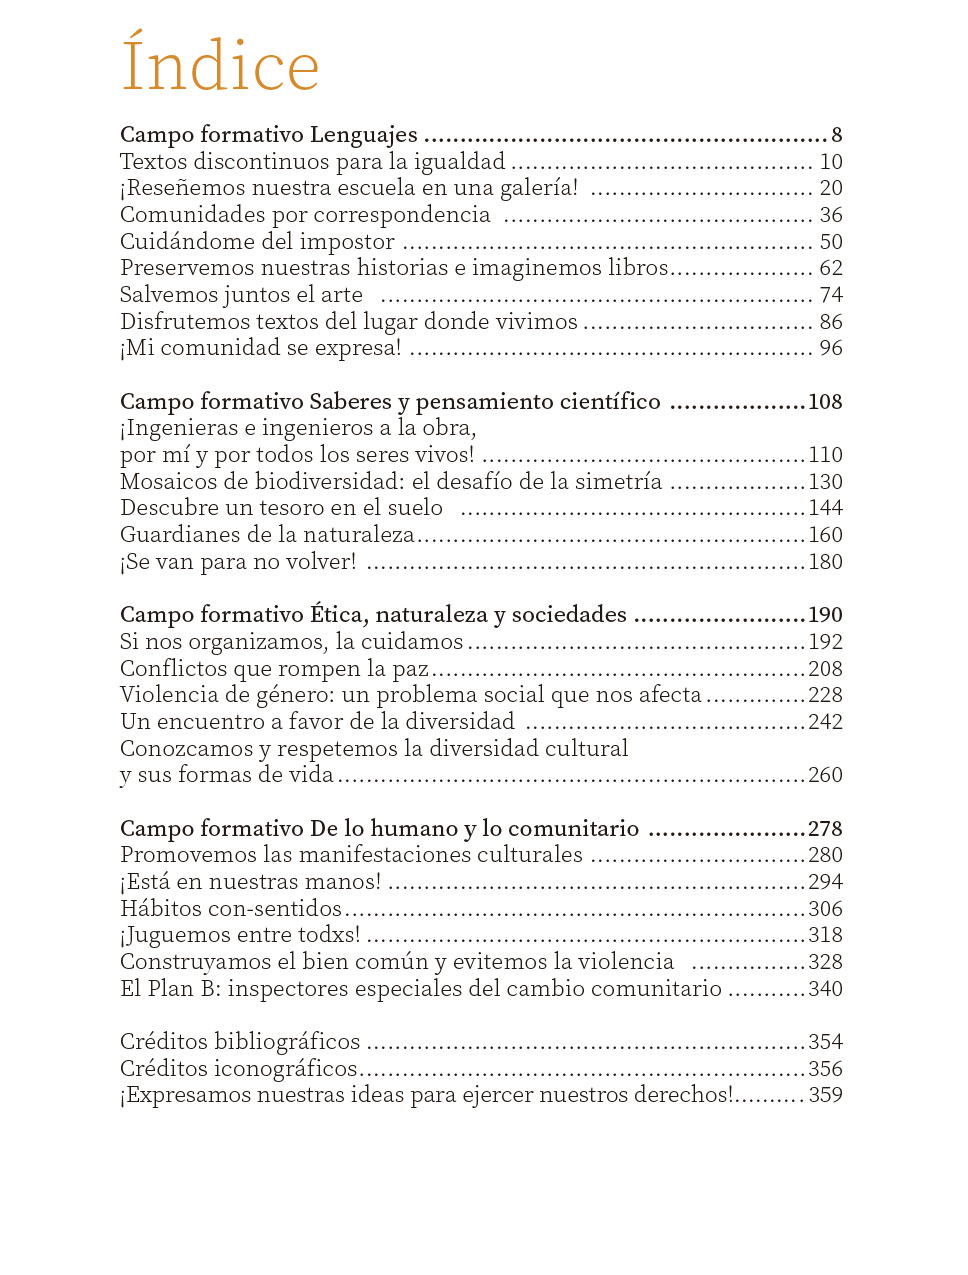 Índice
Campo formativo Lenguajes ........................................................ 8
Textos discontinuos para la igualdad .......................................... 10
¡Reseñemos nuestra escuela en una galería! ............................... 20
Comunidades por correspondencia ........................................... 36
Cuidándome del impostor ......................................................... 50
Preservemos nuestras historias e imaginemos libros.................... 62
Salvemos juntos el arte ............................................................ 74
Disfrutemos textos del lugar donde vivimos ................................ 86
¡Mi comunidad se expresa! ........................................................ 96
Campo formativo Saberes y pensamiento científico ...................108
¡Ingenieras e ingenieros a la obra,
por mí y por todos los seres vivos! .............................................110
Mosaicos de biodiversidad: el desafío de la simetría ...................130
Descubre un tesoro en el suelo ................................................144
Guardianes de la naturaleza......................................................160
¡Se van para no volver! .............................................................180
Campo formativo Ética, naturaleza y sociedades ........................190
Si nos organizamos, la cuidamos ...............................................192
Conflictos que rompen la paz ....................................................208
Violencia de género: un problema social que nos afecta ..............228
Un encuentro a favor de la diversidad .......................................242
Conozcamos y respetemos la diversidad cultural
y sus formas de vida .................................................................260
Campo formativo De lo humano y lo comunitario ......................278
Promovemos las manifestaciones culturales ..............................280
¡Está en nuestras manos! ..........................................................294
Hábitos con-sentidos ................................................................306
¡Juguemos entre todxs! .............................................................318
Construyamos el bien común y evitemos la violencia ................328
El Plan B: inspectores especiales del cambio comunitario ...........340
Créditos bibliográficos .............................................................354
Créditos iconográficos..............................................................356
¡Expresamos nuestras ideas para ejercer nuestros derechos!.......... 359